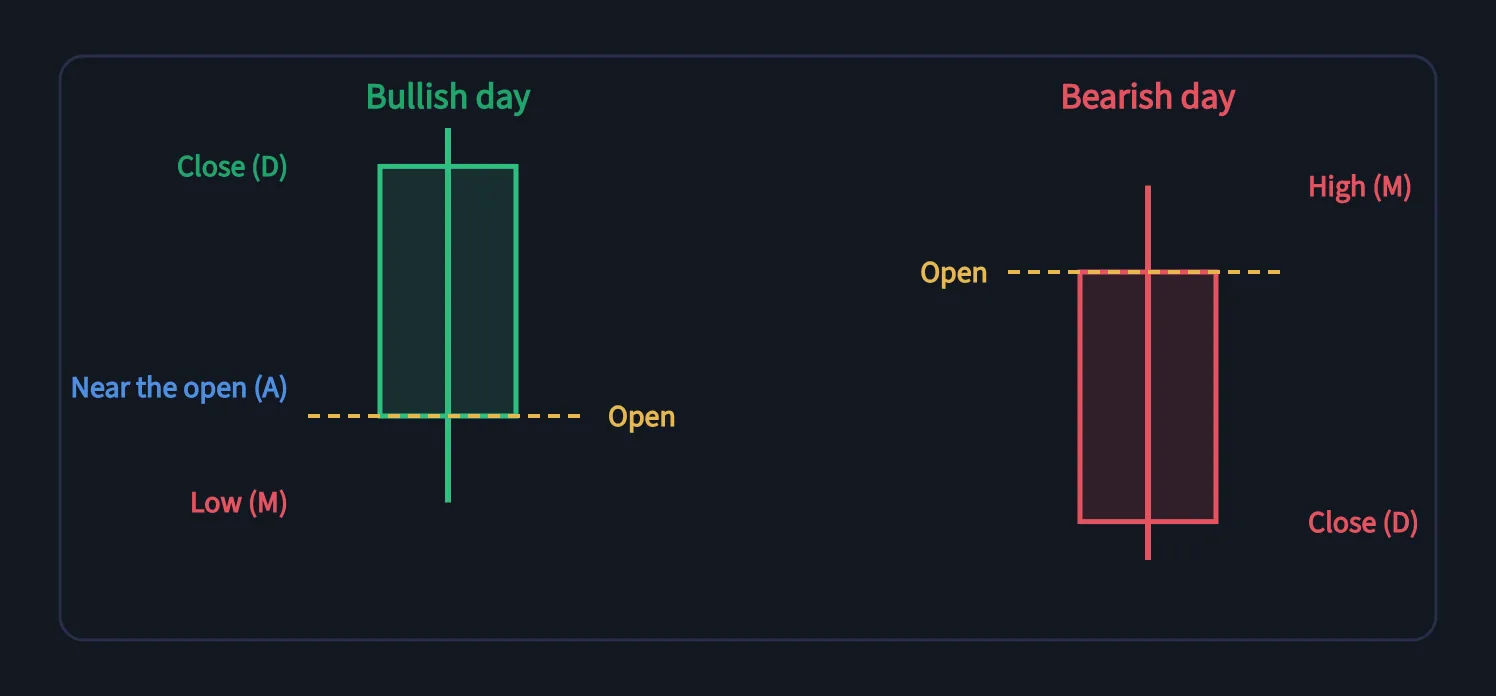 Bullish day
Close (D)
Near the open (A)
Open
Low (M)
Bearish day
High (M)
Open
Close (D)